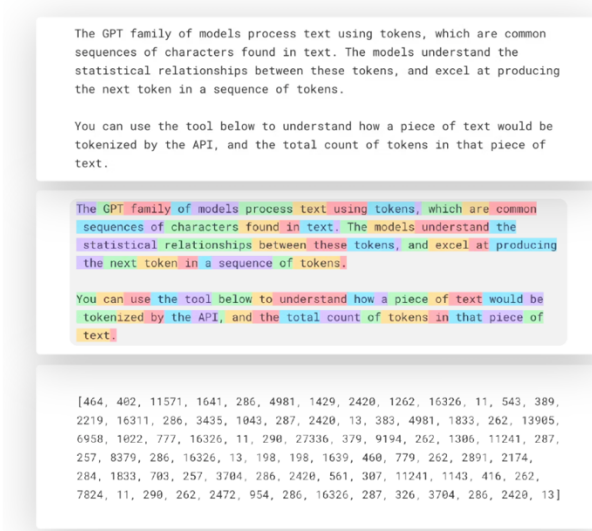 The GPT family of models process text using tokens, which are common
sequences of characters found in text. The models understand the
statistical relationships between these tokens, and excel at producing
the next token in a sequence of tokens.
You can use the tool below to understand how a piece of text would be
tokenized by the API, and the total count of tokens in that piece of
text.
The GPT family of models process text using tokens, which are common
sequences of characters found in text. The models understand the
statistical relationships between these tokens, and excel at producing
the next token in a sequence of tokens.
You can use the tool below to understand how a piece of text would be
tokenized by the API, and the total count of tokens in that piece of
text.
[464, 402, 11571, 1641, 286, 4981, 1429, 2420, 1262, 16326, 11, 543, 389,
2219, 16311, 286, 3435, 1043, 287, 2420, 13, 383, 4981, 1833, 262, 13905,
6958, 1022, 777, 16326, 11, 290, 27336, 379, 9194, 262, 1306, 11241, 287,
257, 8379, 286, 16326, 13, 198, 198, 1639, 460, 779, 262, 2891, 2174,
284, 1833, 703, 257, 3704, 286, 2420, 561, 307, 11241, 1143, 416, 262,
7824, 11, 290, 262, 2472, 954, 286, 16326, 287, 326, 3704, 286, 2420, 13]